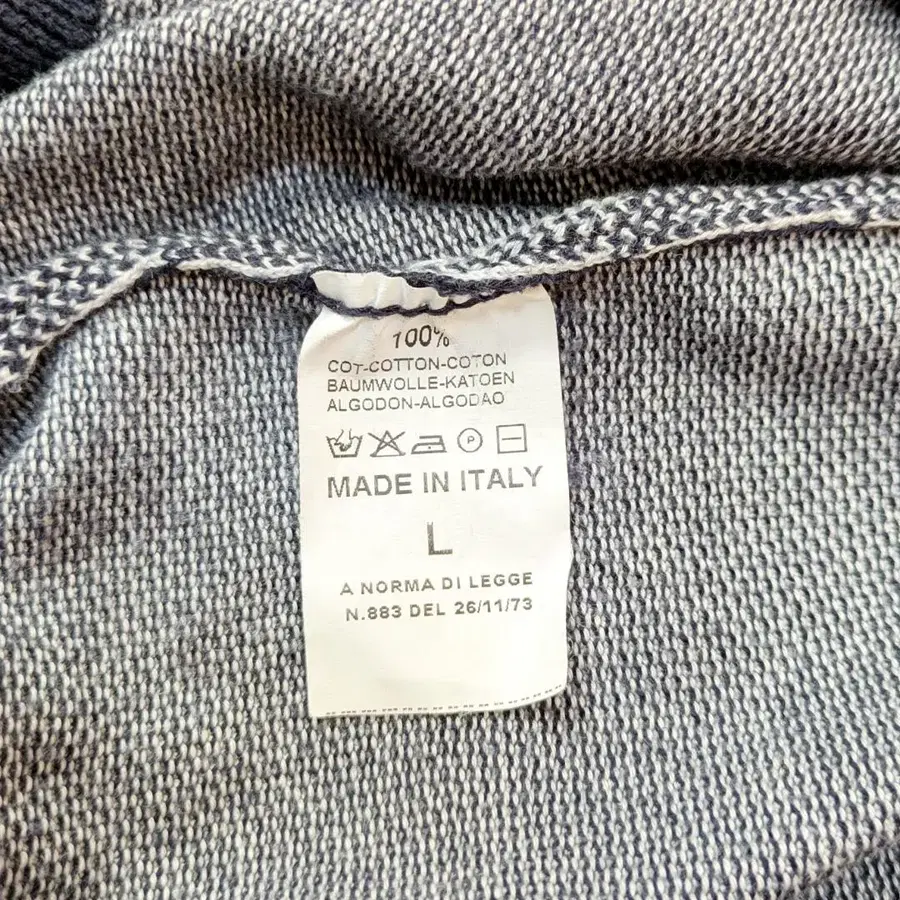 100%
COT-COTTON-COTON
BAUMWOLLE-KATOEN
ALGODON-ALGODAO
P
MADE IN ITALY
L
A NORMA DI LEGGE
N.883 DEL 26/11/73